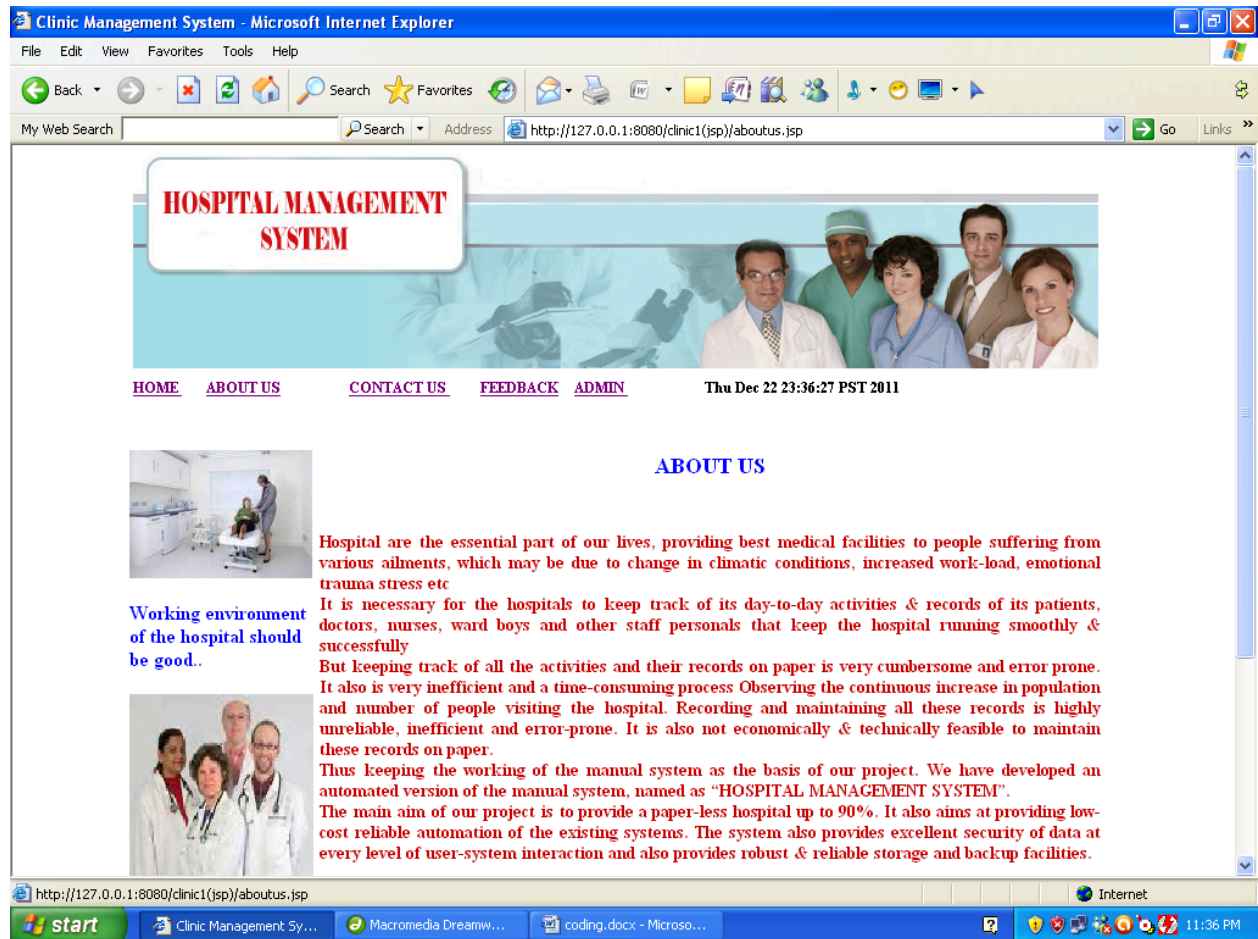 Clinic Management System - Microsoft Internet Explorer
File Edit View Favorites Tools Help
Back Search Favorites
My Web Search Search Address http://127.0.0.1:8080/clinic1(jsp)/aboutus.jsp Go Links »
HOSPITAL MANAGEMENT
SYSTEM
HOME ABOUT US CONTACT US FEEDBACK ADMIN Thu Dec 22 23:36:27 PST 2011
ABOUT US
Working environment
of the hospital should
be good..
Hospital are the essential part of our lives, providing best medical facilities to people suffering from
various ailments, which may be due to change in climatic conditions, increased work-load, emotional
trauma stress etc
It is necessary for the hospitals to keep track of its day-to-day activities & records of its patients,
doctors, nurses, ward boys and other staff personals that keep the hospital running smoothly &
successfully
But keeping track of all the activities and their records on paper is very cumbersome and error prone.
It also is very inefficient and a time-consuming process Observing the continuous increase in population
and number of people visiting the hospital. Recording and maintaining all these records is highly
unreliable, inefficient and error-prone. It is also not economically & technically feasible to maintain
these records on paper.
Thus keeping the working of the manual system as the basis of our project. We have developed an
automated version of the manual system, named as “HOSPITAL MANAGEMENT SYSTEM”.
The main aim of our project is to provide a paper-less hospital up to 90%. It also aims at providing low-
cost reliable automation of the existing systems. The system also provides excellent security of data at
every level of user-system interaction and also provides robust & reliable storage and backup facilities.
http://127.0.0.1:8080/clinic1(jsp)/aboutus.jsp Internet
start Clinic Management Sy... Macromedia Dreamw... coding.docx - Microso... 11:36 PM